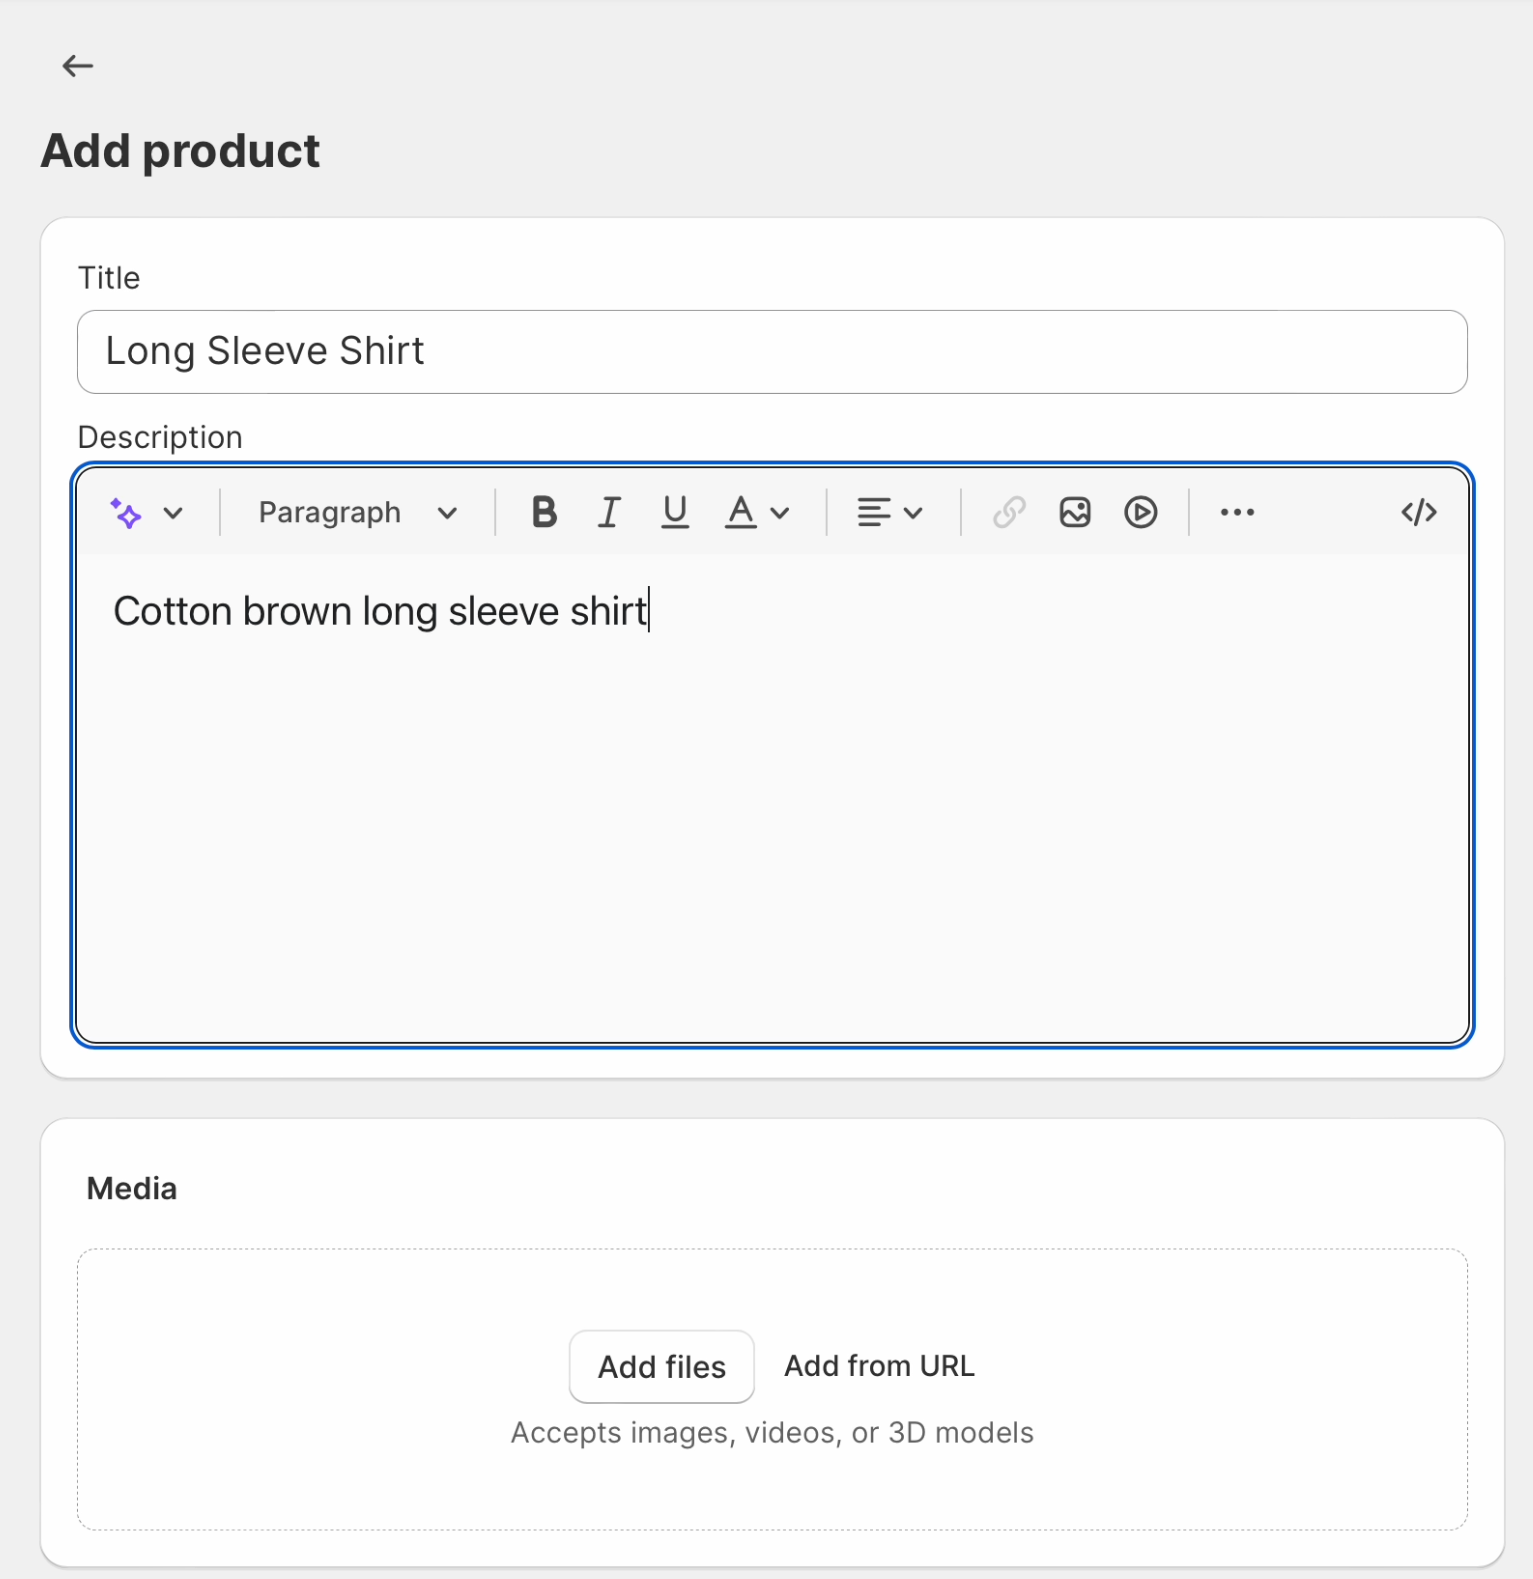 Add product
Title
Long Sleeve Shirt
Description
Paragraph B I U A
Cotton brown long sleeve shirt
Media
Add files Add from URL
Accepts images, videos, or 3D models